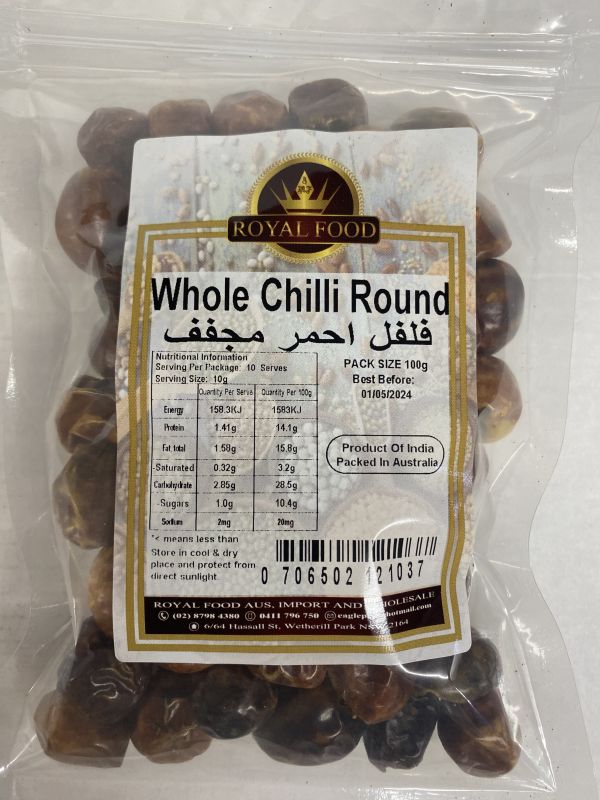 ROYAL FOOD
Whole Chilli Round
فلفل احمر مجفف
Nutritional Information
Serving Per Package: 10 Serves
Serving Size: 10g
Quantity Per Serve Quantity Per 100g
Energy 158.3KJ 1583KJ
Protein 1.41g 14.1g
Fat, total 1.58g 15.8g
-Saturated 0.32g 3.2g
Carbohydrate 2.85g 28.5g
-Sugars 1.0g 10.4g
Sodium 2mg 20mg
"< means less than
Store in cool & dry
place and protect from
direct sunlight.
PACK SIZE 100g
Best Before:
01/05/2024
Product Of India
Packed In Australia
0 706502 121037
ROYAL FOOD AUS, IMPORT AND WHOLESALE
(02) 8798 4380 0411 796 750
6/64 Hassall St, Wetherill Park NSW 2164